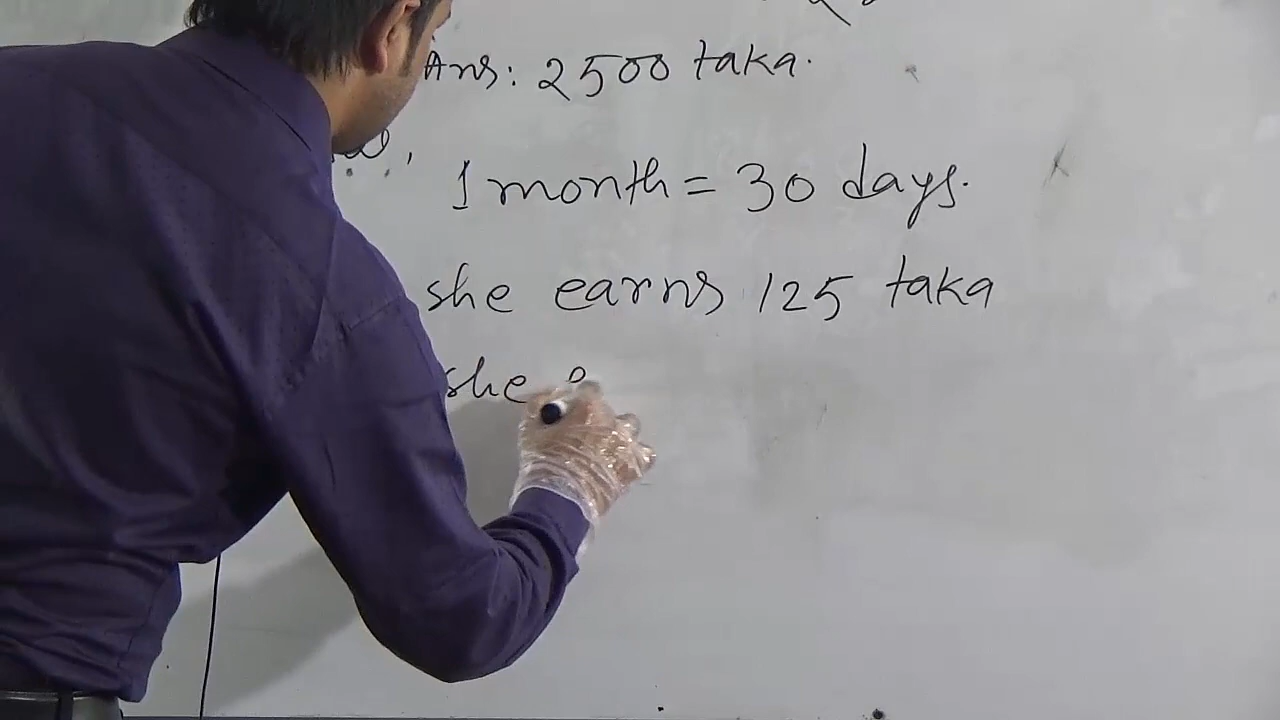 Ans: 2500 taka.
1 month = 30 days.
she earns 125 taka
she